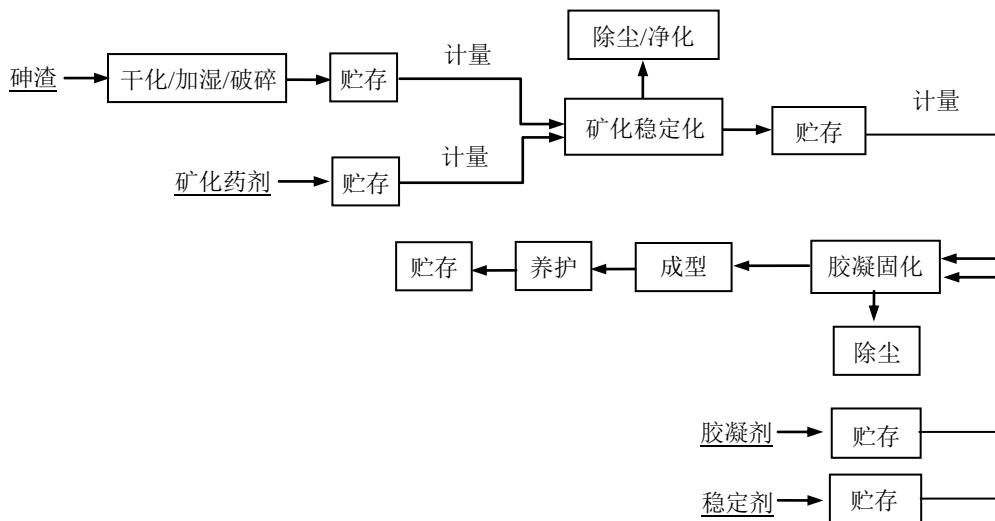 除尘/净化
计量
砷渣
干化/加湿/破碎
贮存
计量
矿化稳定化
贮存
计量
矿化药剂
贮存
贮存
养护
成型
胶凝固化
除尘
胶凝剂
贮存
稳定剂
贮存